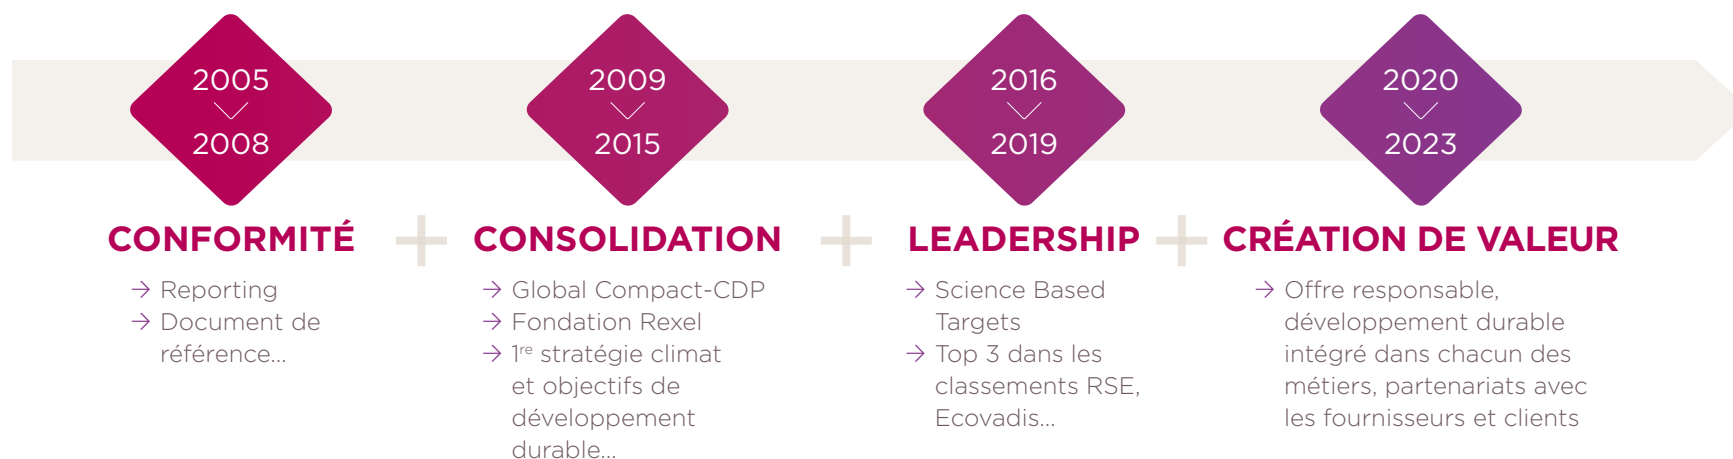 2005
2008
CONFORMITÉ
→ Reporting
→ Document de
référence...
2009
2015
CONSOLIDATION
→ Global Compact-CDP
→ Fondation Rexel
→ 1re stratégie climat
et objectifs de
développement
durable...
2016
2019
LEADERSHIP
→ Science Based
Targets
→ Top 3 dans les
classements RSE,
Ecovadis...
2020
2023
CRÉATION DE VALEUR
→ Offre responsable,
développement durable
intégré dans chacun des
métiers, partenariats avec
les fournisseurs et clients